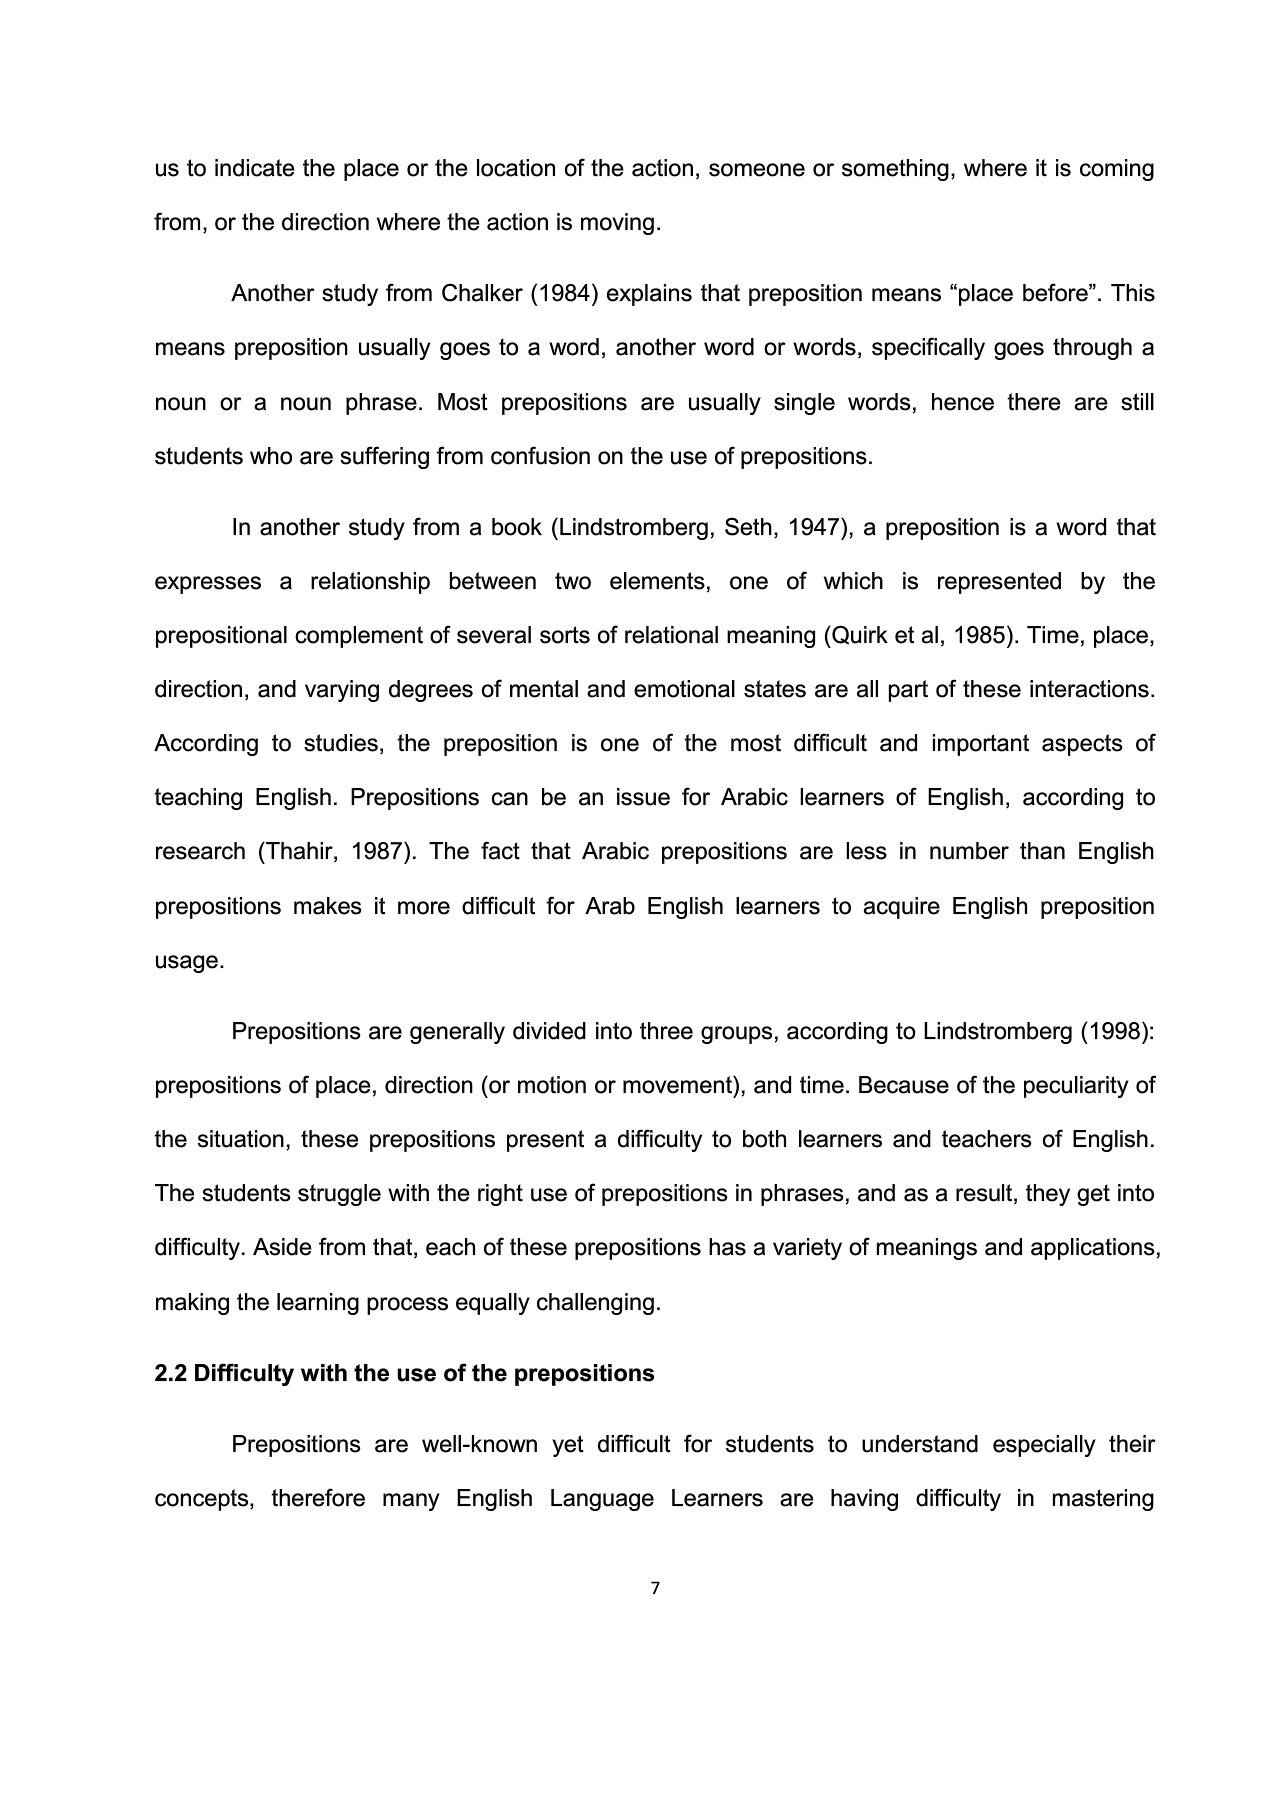 us to indicate the place or the location of the action, someone or something, where it is coming
from, or the direction where the action is moving.
Another study from Chalker (1984) explains that preposition means “place before”. This
means preposition usually goes to a word, another word or words, specifically goes through a
noun or a noun phrase. Most prepositions are usually single words, hence there are still
students who are suffering from confusion on the use of prepositions.
In another study from a book (Lindstromberg, Seth, 1947), a preposition is a word that
expresses a relationship between two elements, one of which is represented by the
prepositional complement of several sorts of relational meaning (Quirk et al, 1985). Time, place,
direction, and varying degrees of mental and emotional states are all part of these interactions.
According to studies, the preposition is one of the most difficult and important aspects of
teaching English. Prepositions can be an issue for Arabic learners of English, according to
research (Thahir, 1987). The fact that Arabic prepositions are less in number than English
prepositions makes it more difficult for Arab English learners to acquire English preposition
usage.
Prepositions are generally divided into three groups, according to Lindstromberg (1998):
prepositions of place, direction (or motion or movement), and time. Because of the peculiarity of
the situation, these prepositions present a difficulty to both learners and teachers of English.
The students struggle with the right use of prepositions in phrases, and as a result, they get into
difficulty. Aside from that, each of these prepositions has a variety of meanings and applications,
making the learning process equally challenging.
2.2 Difficulty with the use of the prepositions
Prepositions are well-known yet difficult for students to understand especially their
concepts, therefore many English Language Learners are having difficulty in mastering
7